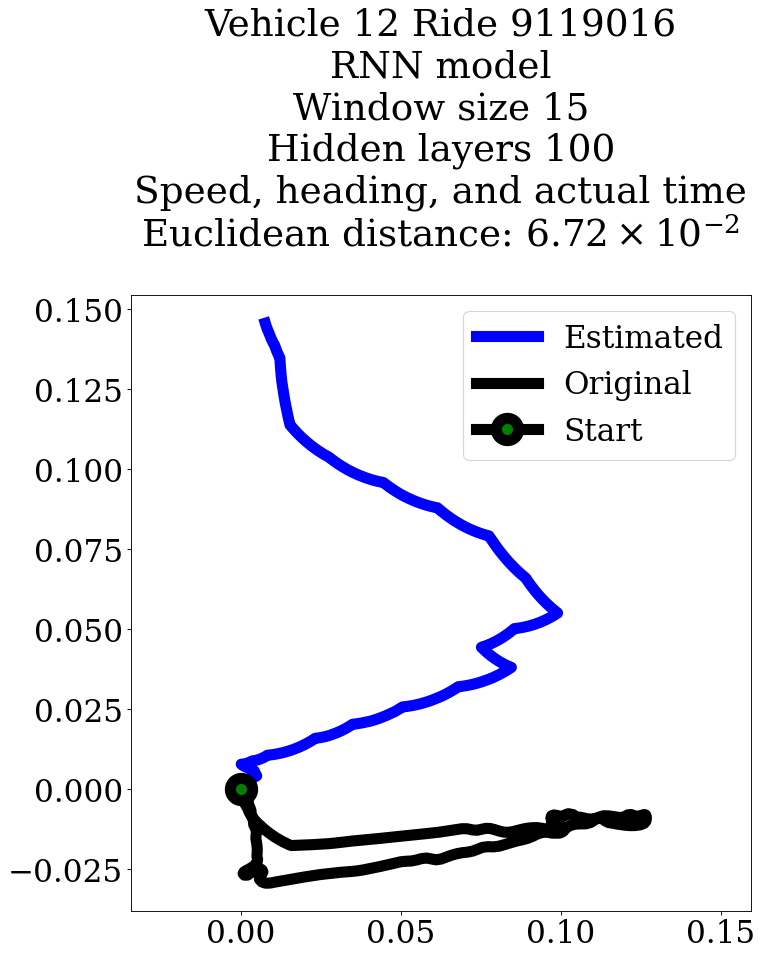 Vehicle 12 Ride 9119016
RNN model
Window size 15
Hidden layers 100
Speed, heading, and actual time
Euclidean distance: 6.72 × 10⁻²
0.150
0.125
0.100
0.075
0.050
0.025
0.000
−0.025
Estimated
Original
Start
0.00 0.05 0.10 0.15